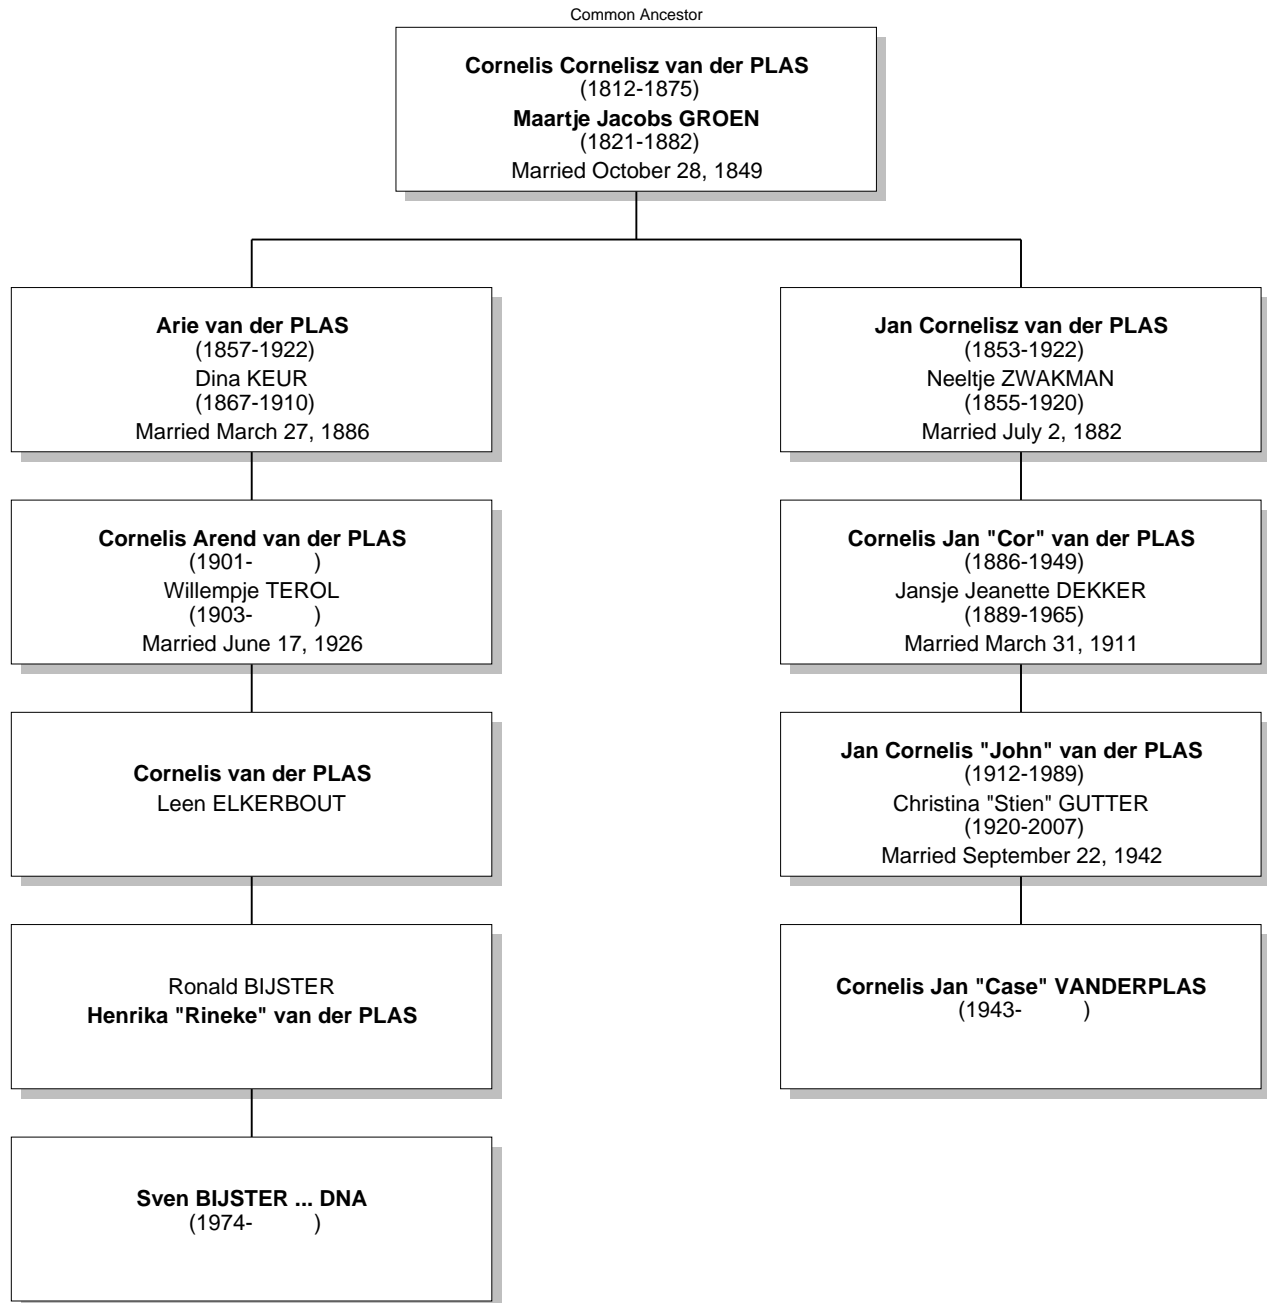 Common Ancestor
Cornelis Cornelisz van der PLAS
(1812-1875)
Maartje Jacobs GROEN
(1821-1882)
Married October 28, 1849
Arie van der PLAS
(1857-1922)
Dina KEUR
(1867-1910)
Married March 27, 1886
Jan Cornelisz van der PLAS
(1853-1922)
Neeltje ZWAKMAN
(1855-1920)
Married July 2, 1882
Cornelis Arend van der PLAS
(1901-          )
Willempje TEROL
(1903-          )
Married June 17, 1926
Cornelis Jan "Cor" van der PLAS
(1886-1949)
Jansje Jeanette DEKKER
(1889-1965)
Married March 31, 1911
Cornelis van der PLAS
Leen ELKERBOUT
Jan Cornelis "John" van der PLAS
(1912-1989)
Christina "Stien" GUTTER
(1920-2007)
Married September 22, 1942
Ronald BIJSTER
Henrika "Rineke" van der PLAS
Cornelis Jan "Case" VANDERPLAS
(1943-          )
Sven BIJSTER ... DNA
(1974-          )